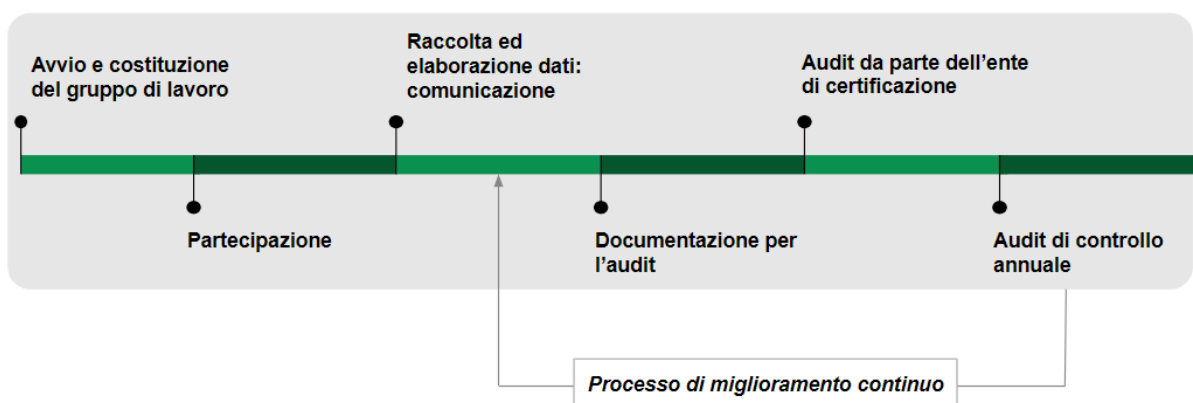 Avvio e costituzione
del gruppo di lavoro
Partecipazione
Raccolta ed
elaborazione dati:
comunicazione
Documentazione per
l’audit
Audit da parte dell’ente
di certificazione
Audit di controllo
annuale
Processo di miglioramento continuo